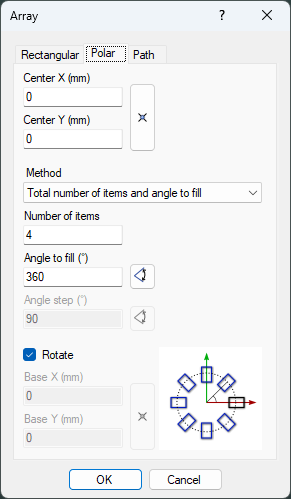 Array
Rectangular Polar Path
Center X (mm)
0
Center Y (mm)
0
Method
Total number of items and angle to fill
Number of items
4
Angle to fill (°)
360
Angle step (°)
90
Rotate
Base X (mm)
0
Base Y (mm)
0
OK Cancel